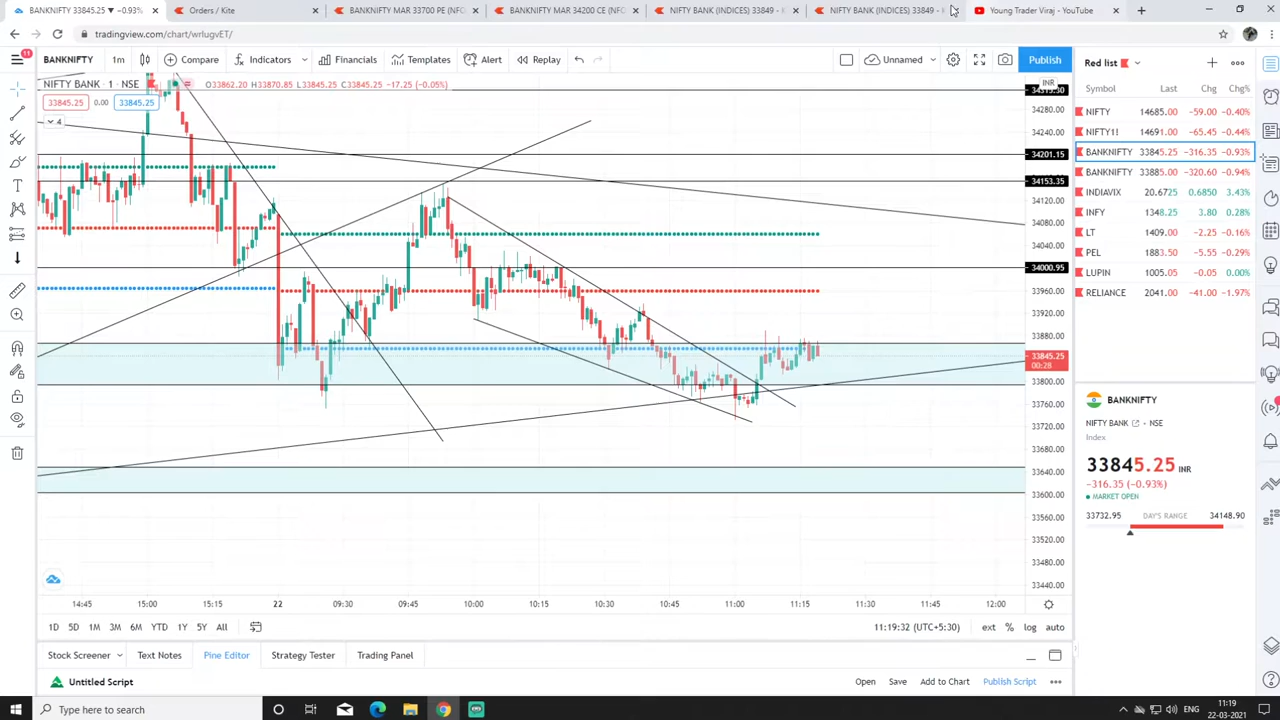 BANKNIFTY 33845.25 ▼ −0.93%
Orders / Kite
BANKNIFTY MAR 33700 PE (NFO
BANKNIFTY MAR 34200 CE (NFO
NIFTY BANK (INDICES) 33849 -
NIFTY BANK (INDICES) 33849 -
Young Trader Viraj - YouTube
tradingview.com/chart/wrlugvET/
11
BANKNIFTY
1m
Compare
Indicators
Financials
Templates
Alert
Replay
Unnamed
Publish
Red list
NIFTY BANK · 1 · NSE
O33862.20 H33870.85 L33845.25 C33845.25 −17.25 (−0.05%)
33845.25 0.00 33845.25
4
INR
34280.00
34240.00
34201.15
34153.35
34120.00
34080.00
34040.00
34000.95
33960.00
33920.00
33880.00
33845.25
00:28
33800.00
33760.00
33720.00
33680.00
33640.00
33600.00
33560.00
33520.00
33480.00
33440.00
14:45 15:00 15:15 22 09:30 09:45 10:00 10:15 10:30 10:45 11:00 11:15 11:30 11:45 12:00
1D 5D 1M 3M 6M YTD 1Y 5Y All
11:19:32 (UTC+5:30) ext % log auto
Stock Screener
Text Notes
Pine Editor
Strategy Tester
Trading Panel
Untitled Script
Open Save Add to Chart Publish Script
Symbol Last Chg Chg%
NIFTY 14685.00 −59.00 −0.40%
NIFTY1! 14691.00 −65.45 −0.44%
BANKNIFTY 33845.25 −316.35 −0.93%
BANKNIFTY 33885.00 −320.60 −0.94%
INDIAVIX 20.6725 0.6850 3.43%
INFY 1348.25 3.80 0.28%
LT 1409.00 −2.25 −0.16%
PEL 1883.50 −5.55 −0.29%
LUPIN 1005.05 −0.05 0.00%
RELIANCE 2041.00 −41.00 −1.97%
BANKNIFTY
NIFTY BANK · NSE
Index
33845.25 INR
−316.35 (−0.93%)
MARKET OPEN
33732.95 DAY'S RANGE 34148.90
Type here to search
ENG
11:19
22-03-2021